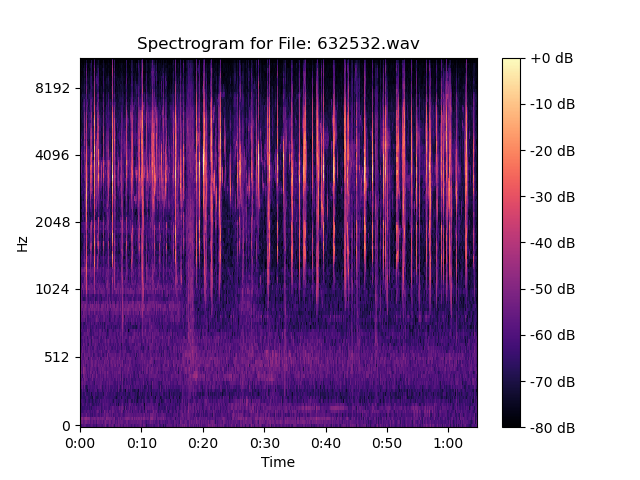 Spectrogram for File: 632532.wav
+0 dB
8192
-10 dB
4096
-20 dB
-30 dB
2048
Hz
-40 dB
1024
-50 dB
-60 dB
512
-70 dB
0
-80 dB
0:00 0:10 0:20 0:30 0:40 0:50 1:00
Time